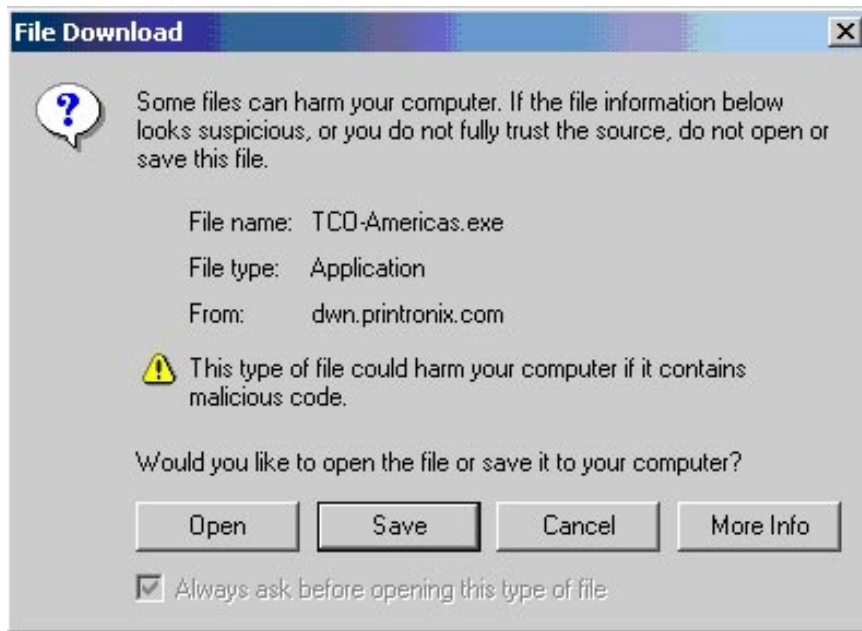 File Download
Some files can harm your computer. If the file information below
looks suspicious, or you do not fully trust the source, do not open or
save this file.
File name: TCO-Americas.exe
File type: Application
From: dwn.printronix.com
This type of file could harm your computer if it contains
malicious code.
Would you like to open the file or save it to your computer?
Open Save Cancel More Info
Always ask before opening this type of file